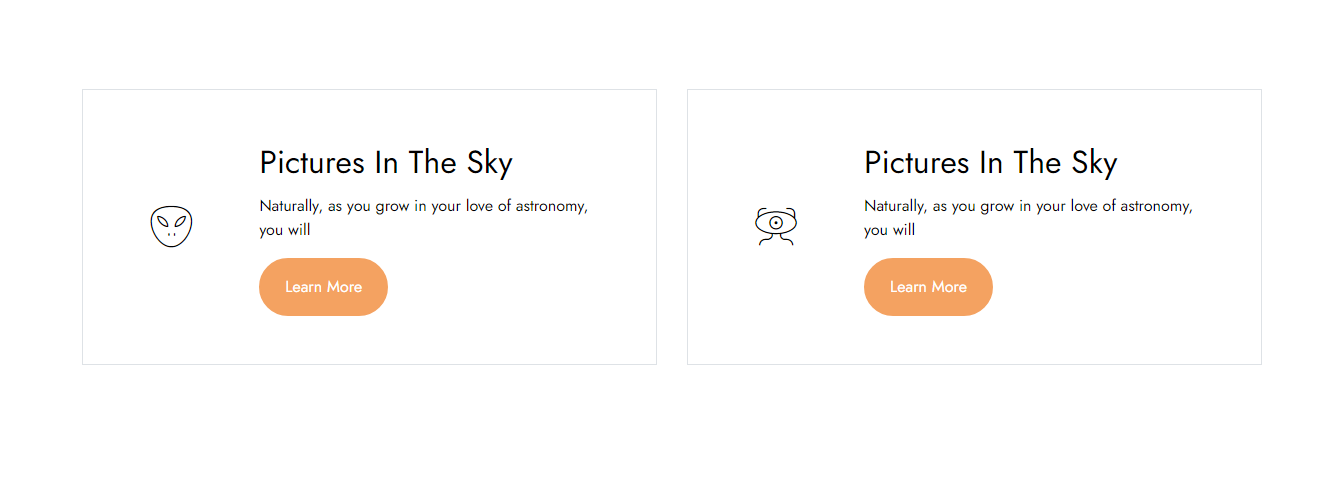 Pictures In The Sky
Naturally, as you grow in your love of astronomy,
you will
Learn More
Pictures In The Sky
Naturally, as you grow in your love of astronomy,
you will
Learn More